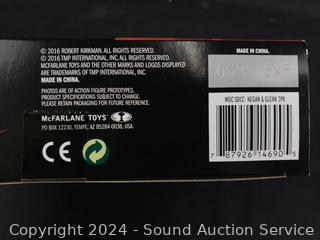 © 2016 ROBERT KIRKMAN. ALL RIGHTS RESERVED.
© 2016 TMP INTERNATIONAL, INC. ALL RIGHTS RESERVED.
MCFARLANE TOYS AND THE OTHER MARKS AND LOGOS DISPLAYED
ARE TRADEMARKS OF TMP INTERNATIONAL, INC.
MADE IN CHINA.
PHOTOS ARE OF ACTION FIGURE PROTOTYPES.
PRODUCT SPECIFICATIONS SUBJECT TO CHANGE.
PLEASE RETAIN PACKAGING FOR FUTURE REFERENCE.
McFARLANE TOYS
PO BOX 12230, TEMPE, AZ 85284-0038, USA.
CE
MADE IN CHINA.
WDC SDCC- NEGAN & GLENN 2PK
7 87926 14690 5
Copyright © 2024 - Sound Auction Service